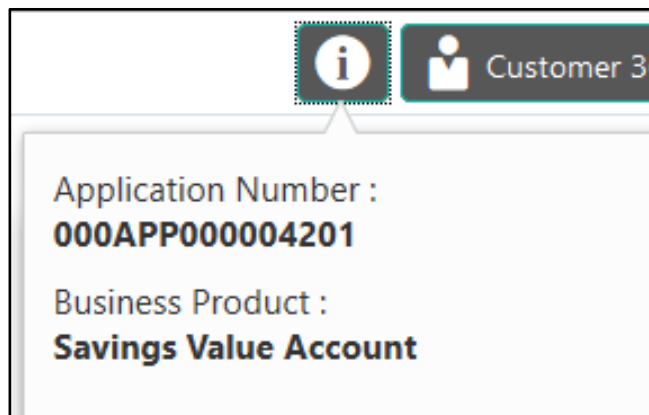 Customer 3
Application Number :
000APP000004201
Business Product :
Savings Value Account